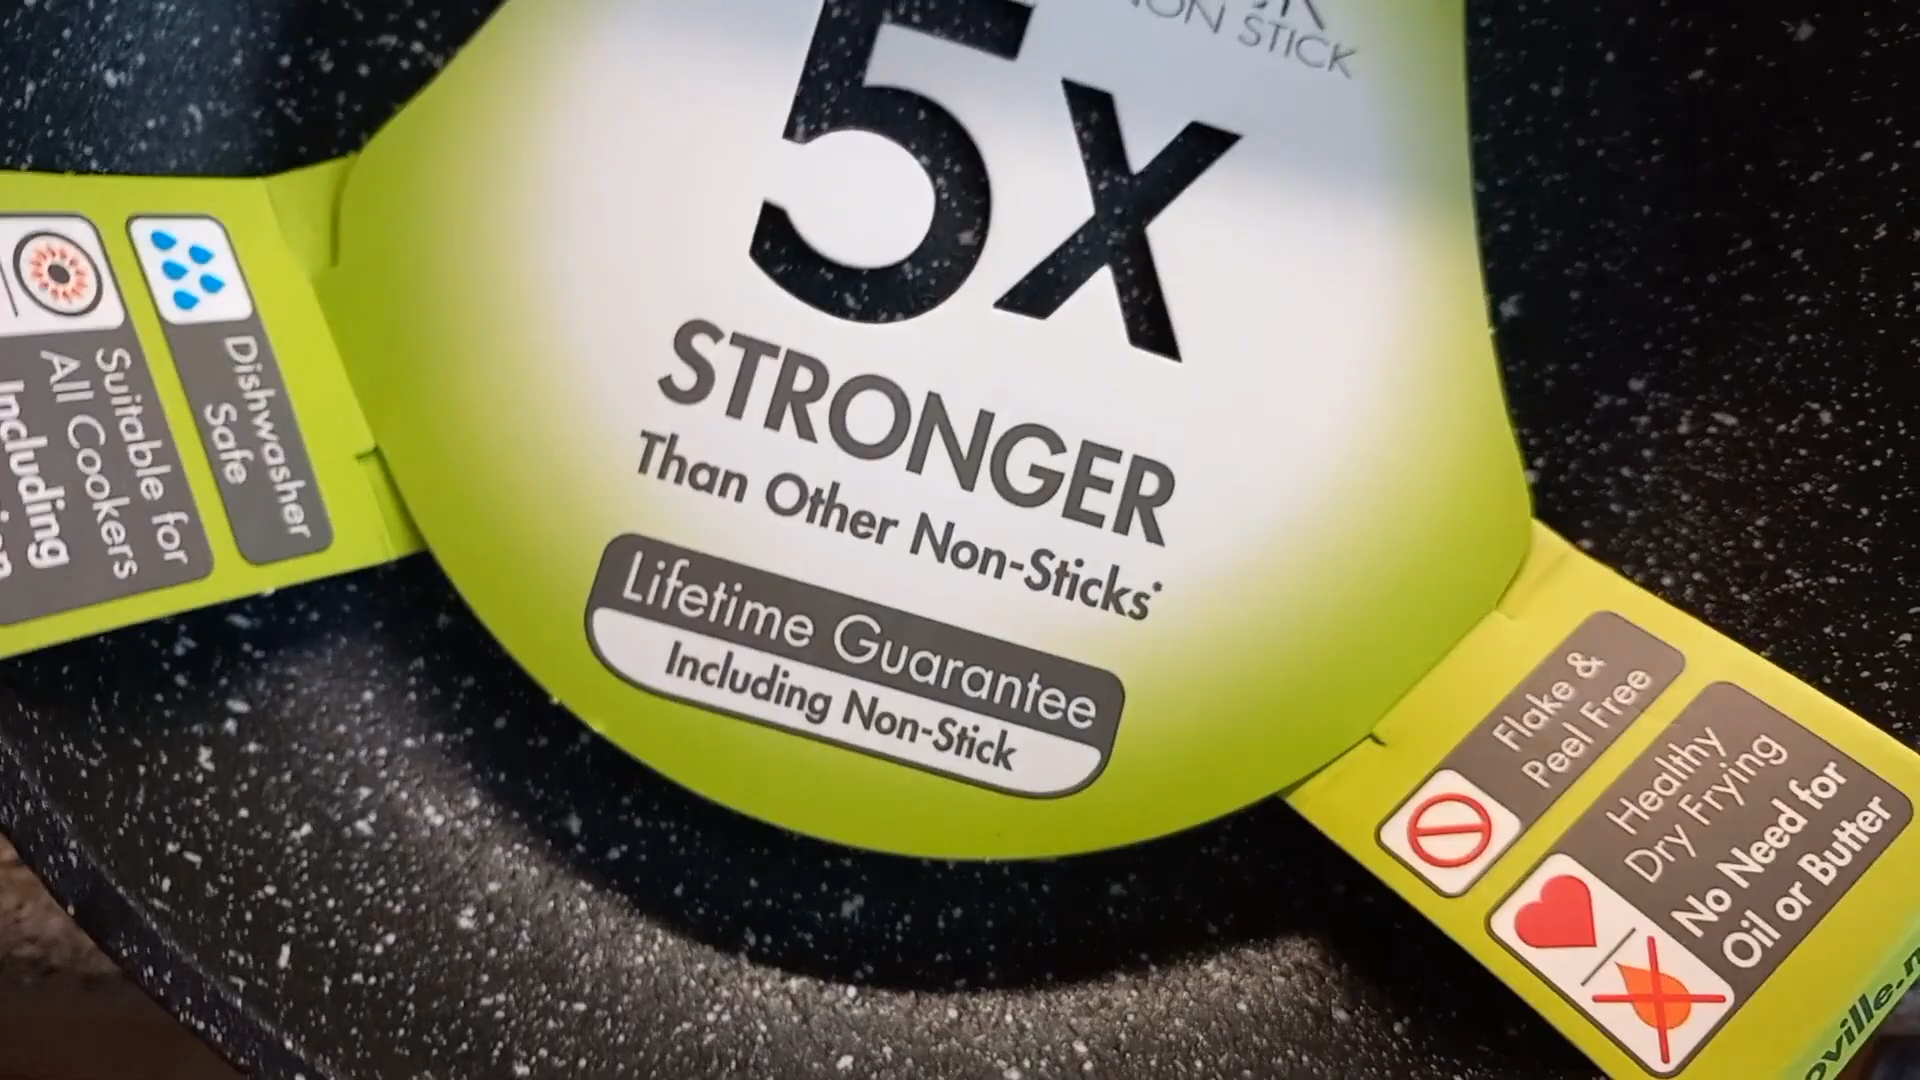 NON STICK
5X
STRONGER
Than Other Non-Sticks*
Lifetime Guarantee
Including Non-Stick
Dishwasher
Safe
Suitable for
All Cookers
Including
Flake &
Peel Free
Healthy
Dry Frying
No Need for
Oil or Butter